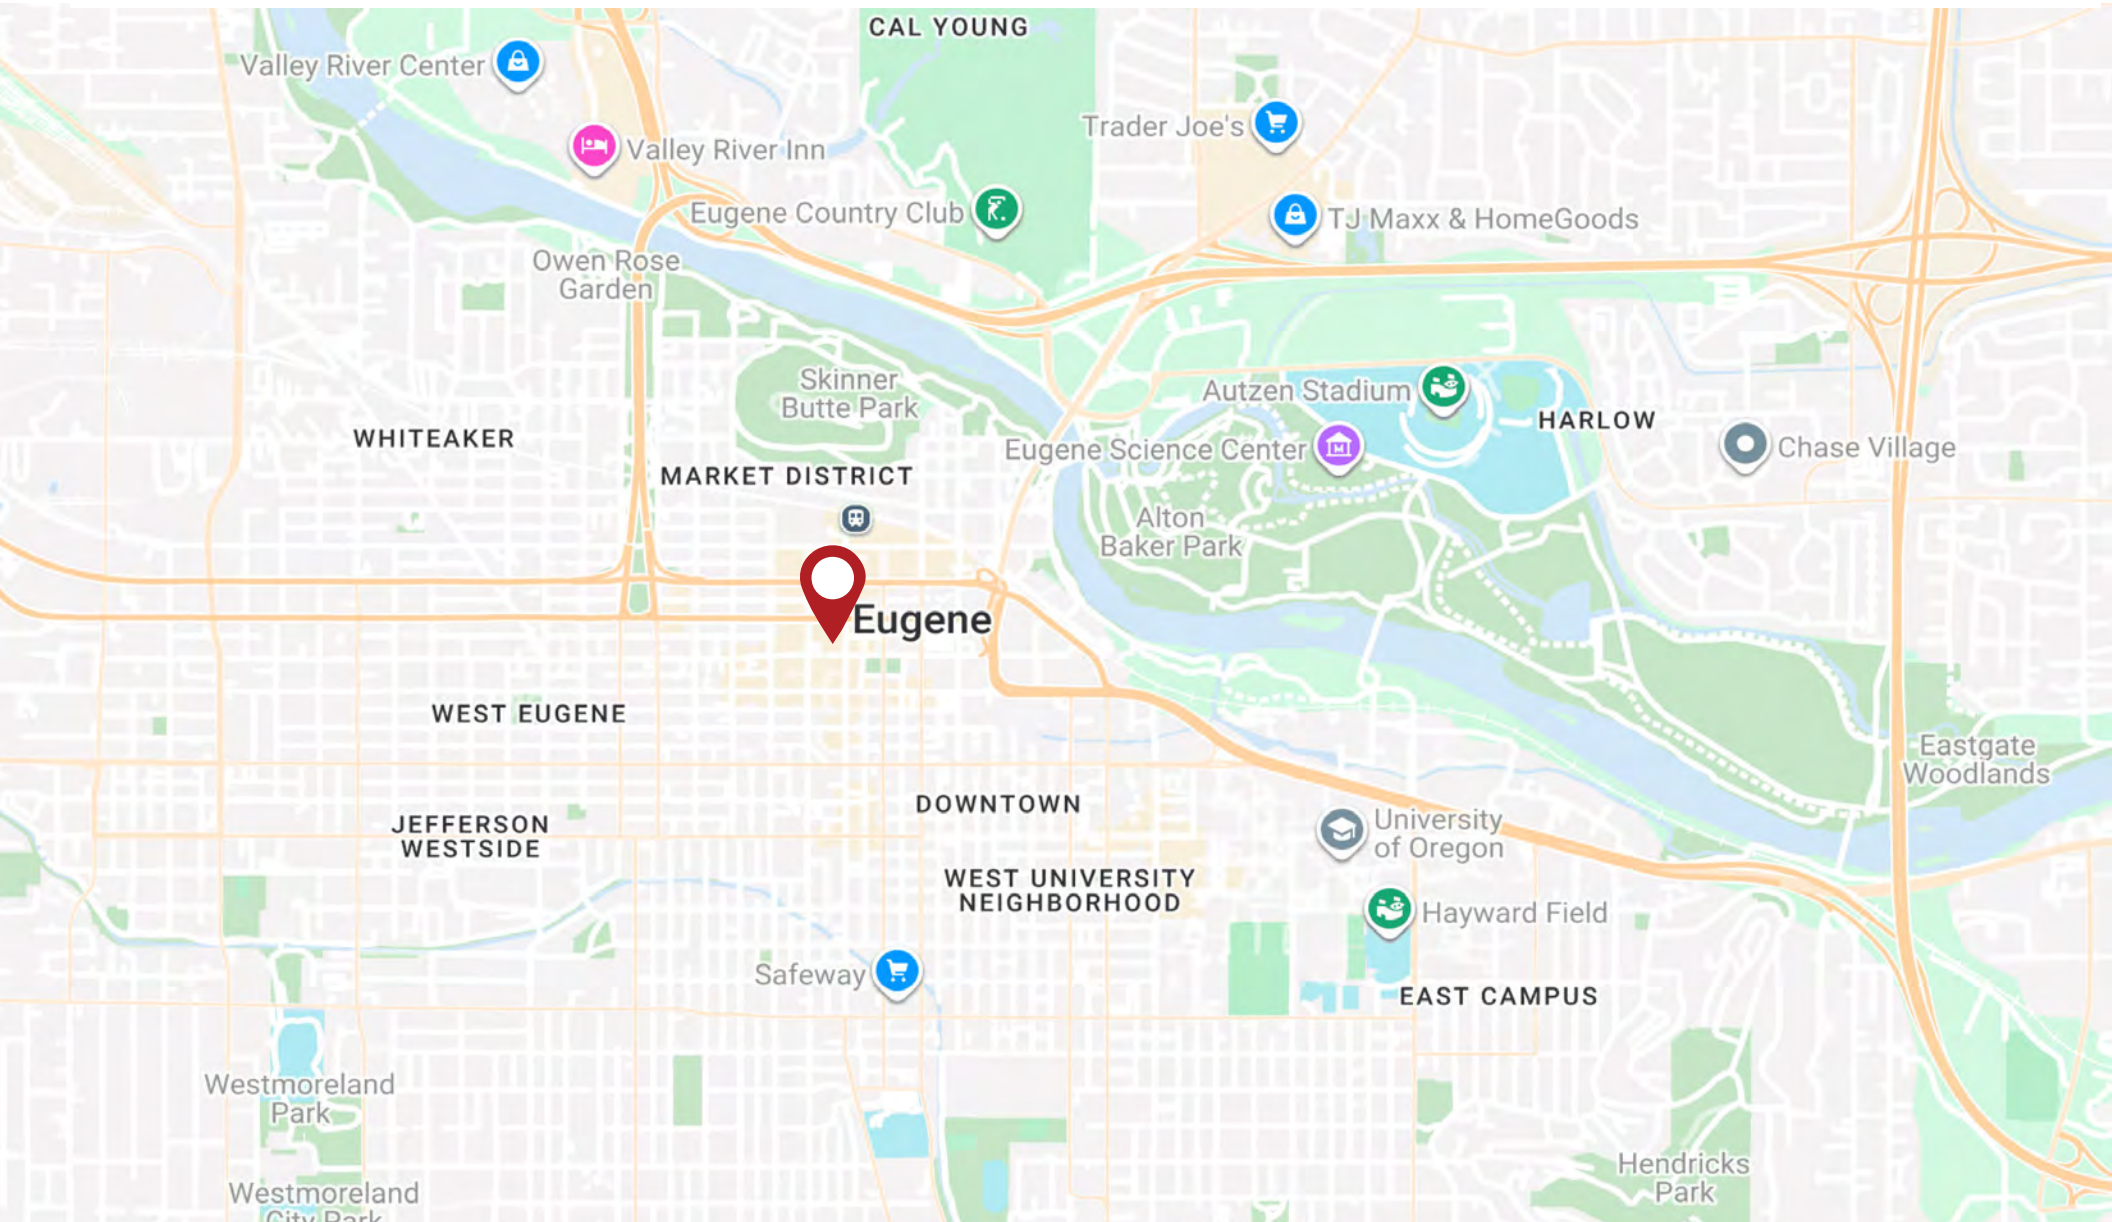 CAL YOUNG
Valley River Center
Trader Joe's
Valley River Inn
Eugene Country Club
TJ Maxx & HomeGoods
Owen Rose
Garden
Skinner
Butte Park
Autzen Stadium
HARLOW
WHITEAKER
Eugene Science Center
Chase Village
MARKET DISTRICT
Alton
Baker Park
Eugene
WEST EUGENE
Eastgate
Woodlands
DOWNTOWN
JEFFERSON
WESTSIDE
University
of Oregon
WEST UNIVERSITY
NEIGHBORHOOD
Hayward Field
Safeway
EAST CAMPUS
Westmoreland
Park
Hendricks
Park
Westmoreland
City Park